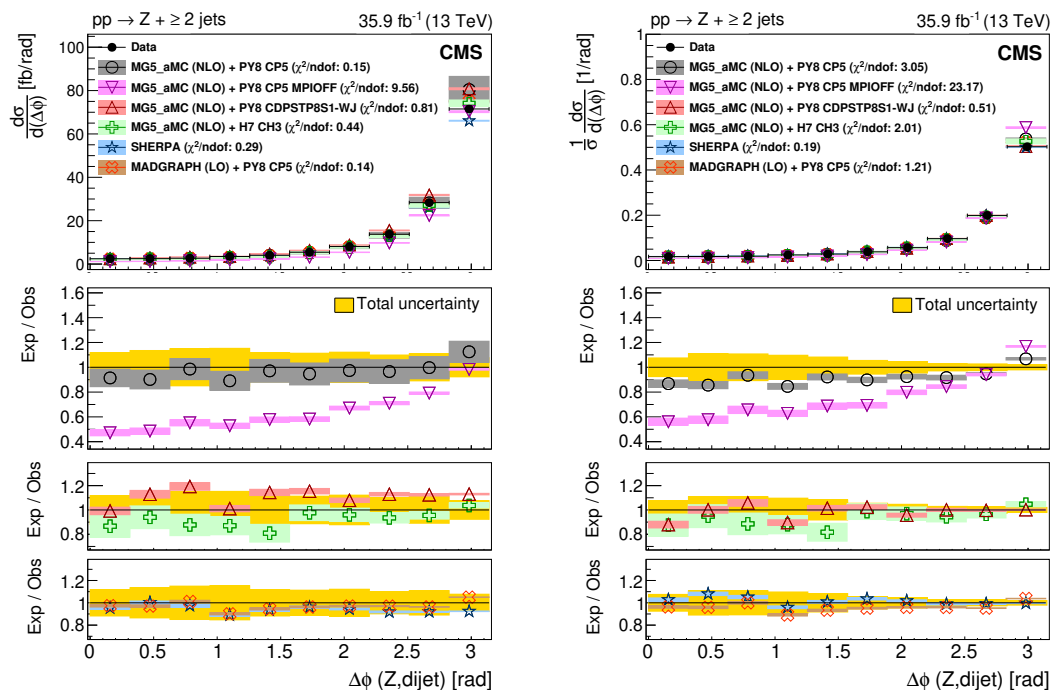 pp → Z + ≥ 2 jets 35.9 fb⁻¹ (13 TeV)
dσ/d(Δϕ) [fb/rad]
CMS
Data
MG5_aMC (NLO) + PY8 CP5 (χ²/ndof: 0.15)
MG5_aMC (NLO) + PY8 CP5 MPIOFF (χ²/ndof: 9.56)
MG5_aMC (NLO) + PY8 CDPSTP8S1-WJ (χ²/ndof: 0.81)
MG5_aMC (NLO) + H7 CH3 (χ²/ndof: 0.44)
SHERPA (χ²/ndof: 0.29)
MADGRAPH (LO) + PY8 CP5 (χ²/ndof: 0.14)
100
80
60
40
20
0
Exp / Obs
Total uncertainty
1.6
1.4
1.2
1
0.8
0.6
0.4
Exp / Obs
1.2
1
0.8
Exp / Obs
1.2
1
0.8
0 0.5 1 1.5 2 2.5 3
Δϕ (Z,dijet) [rad]
pp → Z + ≥ 2 jets 35.9 fb⁻¹ (13 TeV)
1/σ dσ/d(Δϕ) [1/rad]
CMS
Data
MG5_aMC (NLO) + PY8 CP5 (χ²/ndof: 3.05)
MG5_aMC (NLO) + PY8 CP5 MPIOFF (χ²/ndof: 23.17)
MG5_aMC (NLO) + PY8 CDPSTP8S1-WJ (χ²/ndof: 0.51)
MG5_aMC (NLO) + H7 CH3 (χ²/ndof: 2.01)
SHERPA (χ²/ndof: 0.19)
MADGRAPH (LO) + PY8 CP5 (χ²/ndof: 1.21)
1
0.8
0.6
0.4
0.2
0
Exp / Obs
Total uncertainty
1.6
1.4
1.2
1
0.8
0.6
0.4
Exp / Obs
1.2
1
0.8
Exp / Obs
1.2
1
0.8
0 0.5 1 1.5 2 2.5 3
Δϕ (Z,dijet) [rad]